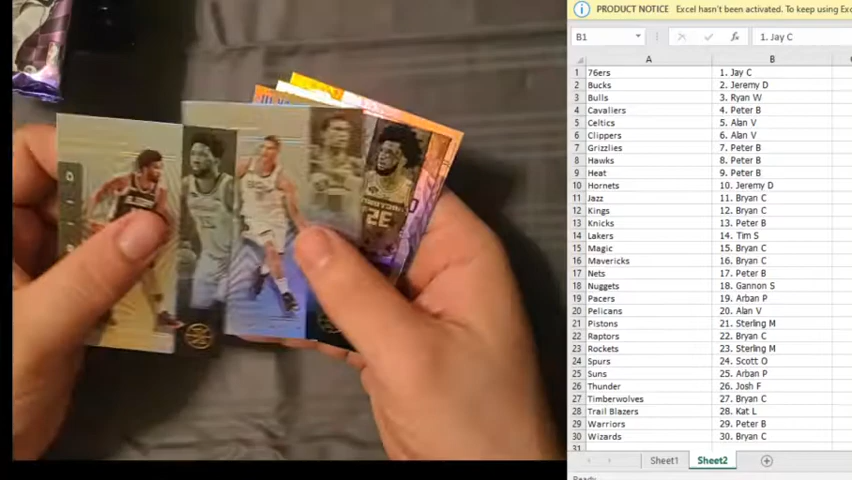 PRODUCT NOTICE Excel hasn't been activated. To keep using Exc
B1 fx 1. Jay C
A B
1 76ers 1. Jay C
2 Bucks 2. Jeremy D
3 Bulls 3. Ryan W
4 Cavaliers 4. Peter B
5 Celtics 5. Alan V
6 Clippers 6. Alan V
7 Grizzlies 7. Peter B
8 Hawks 8. Peter B
9 Heat 9. Peter B
10 Hornets 10. Jeremy D
11 Jazz 11. Bryan C
12 Kings 12. Bryan C
13 Knicks 13. Peter B
14 Lakers 14. Tim S
15 Magic 15. Bryan C
16 Mavericks 16. Bryan C
17 Nets 17. Peter B
18 Nuggets 18. Gannon S
19 Pacers 19. Arban P
20 Pelicans 20. Alan V
21 Pistons 21. Sterling M
22 Raptors 22. Bryan C
23 Rockets 23. Sterling M
24 Spurs 24. Scott O
25 Suns 25. Arban P
26 Thunder 26. Josh F
27 Timberwolves 27. Bryan C
28 Trail Blazers 28. Kat L
29 Warriors 29. Peter B
30 Wizards 30. Bryan C
31
Sheet1 Sheet2
Ready